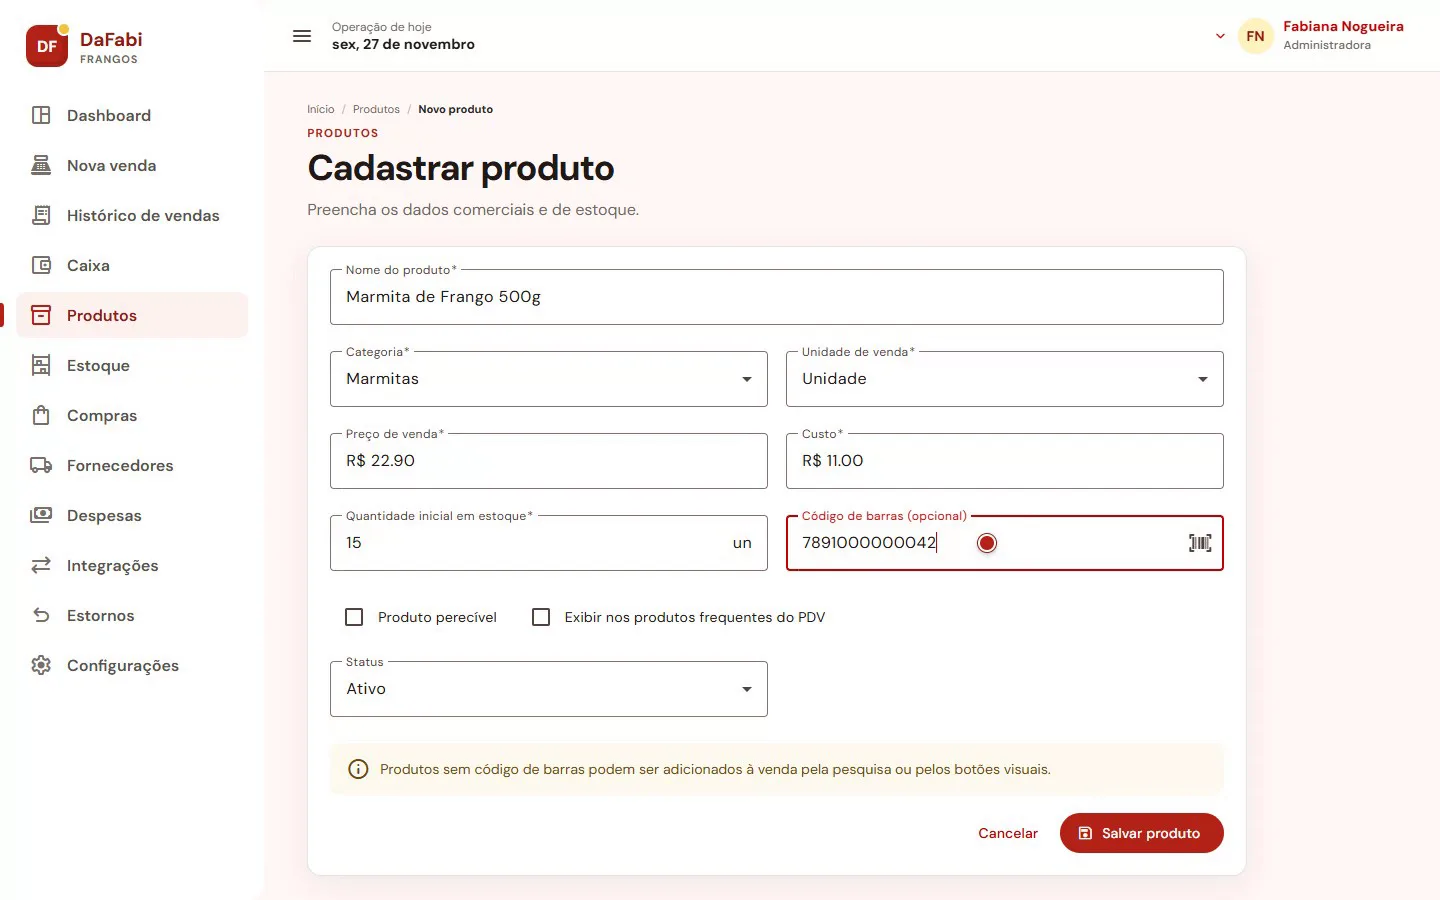 DF
DaFabi
FRANGOS
Dashboard
Nova venda
Histórico de vendas
Caixa
Produtos
Estoque
Compras
Fornecedores
Despesas
Integrações
Estornos
Configurações
Operação de hoje
sex, 27 de novembro
FN
Fabiana Nogueira
Administradora
Início / Produtos / Novo produto
PRODUTOS
Cadastrar produto
Preencha os dados comerciais e de estoque.
Nome do produto*
Marmita de Frango 500g
Categoria*
Marmitas
Unidade de venda*
Unidade
Preço de venda*
R$ 22.90
Custo*
R$ 11.00
Quantidade inicial em estoque*
15 un
Código de barras (opcional)
7891000000042
Produto perecível
Exibir nos produtos frequentes do PDV
Status
Ativo
Produtos sem código de barras podem ser adicionados à venda pela pesquisa ou pelos botões visuais.
Cancelar
Salvar produto